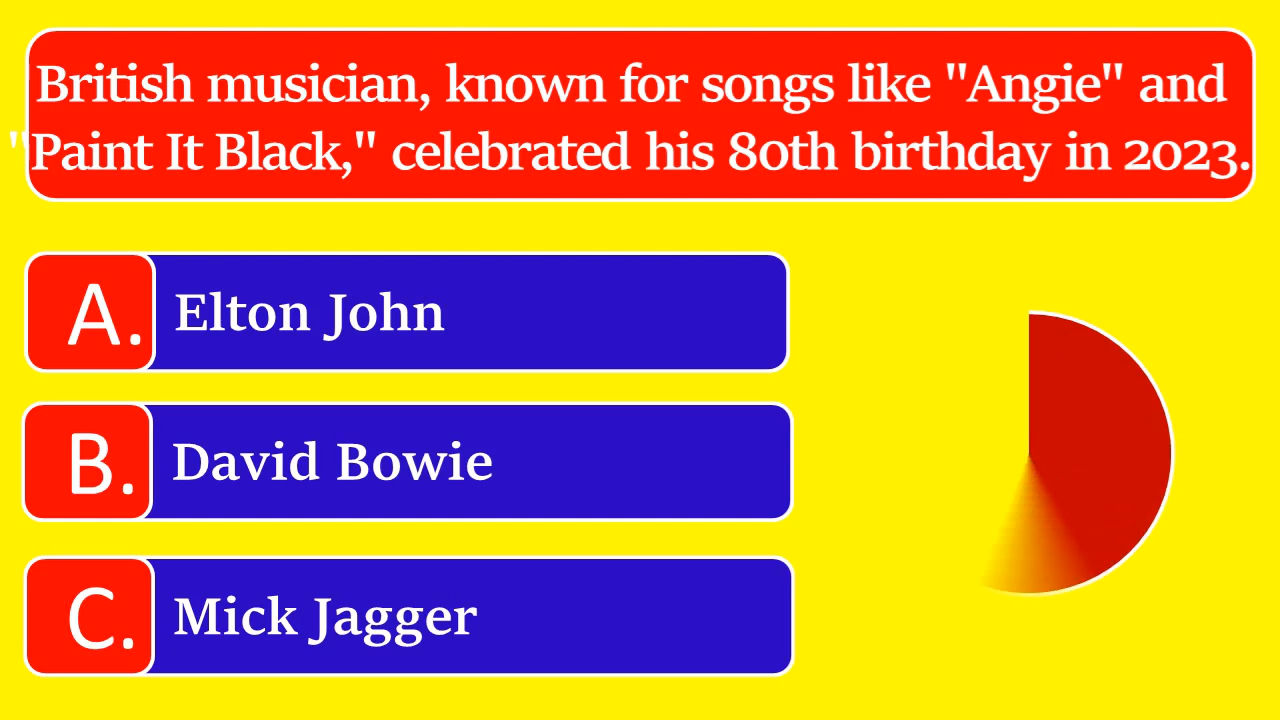 British musician, known for songs like "Angie" and
"Paint It Black," celebrated his 80th birthday in 2023.
A. Elton John
B. David Bowie
C. Mick Jagger